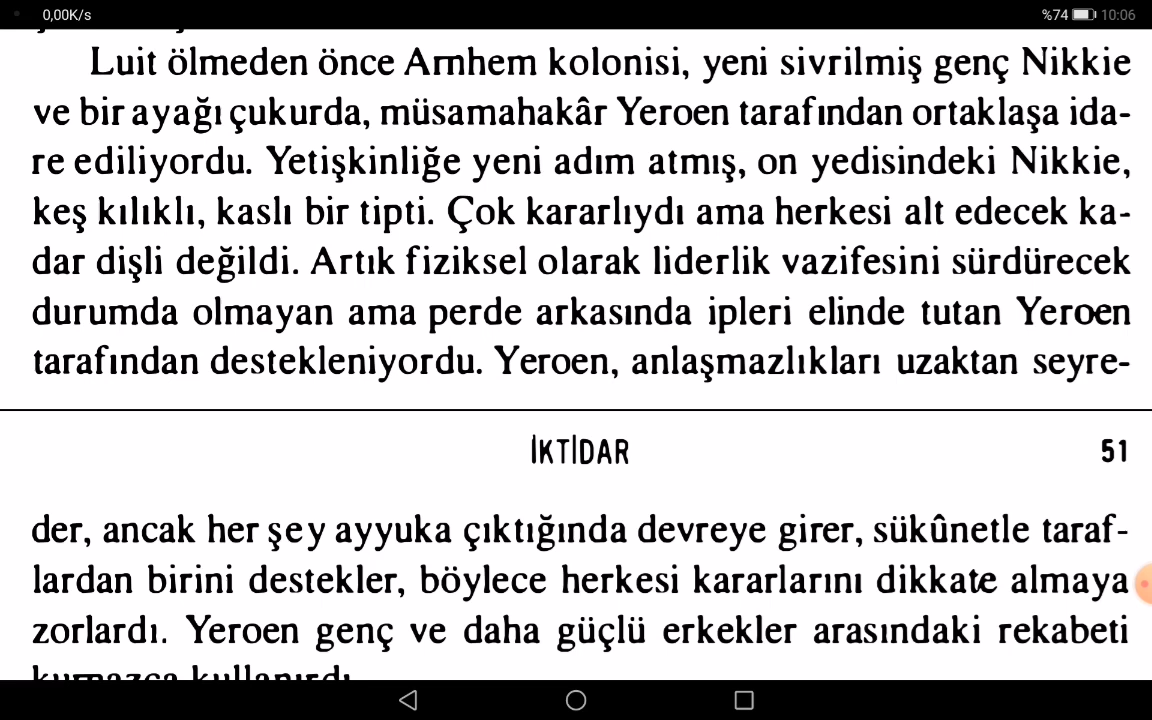 0,00K/s %74 10:06
Luit ölmeden önce Arnhem kolonisi, yeni sivrilmiş genç Nikkie
ve bir ayağı çukurda, müsamahakâr Yeroen tarafından ortaklaşa ida-
re ediliyordu. Yetişkinliğe yeni adım atmış, on yedisindeki Nikkie,
keş kılıklı, kaslı bir tipti. Çok kararlıydı ama herkesi alt edecek ka-
dar dişli değildi. Artık fiziksel olarak liderlik vazifesini sürdürecek
durumda olmayan ama perde arkasında ipleri elinde tutan Yeroen
tarafından destekleniyordu. Yeroen, anlaşmazlıkları uzaktan seyre-
İKTİDAR 51
der, ancak her şey ayyuka çıktığında devreye girer, sükûnetle taraf-
lardan birini destekler, böylece herkesi kararlarını dikkate almaya
zorlardı. Yeroen genç ve daha güçlü erkekler arasındaki rekabeti
kurnazca kullanırdı